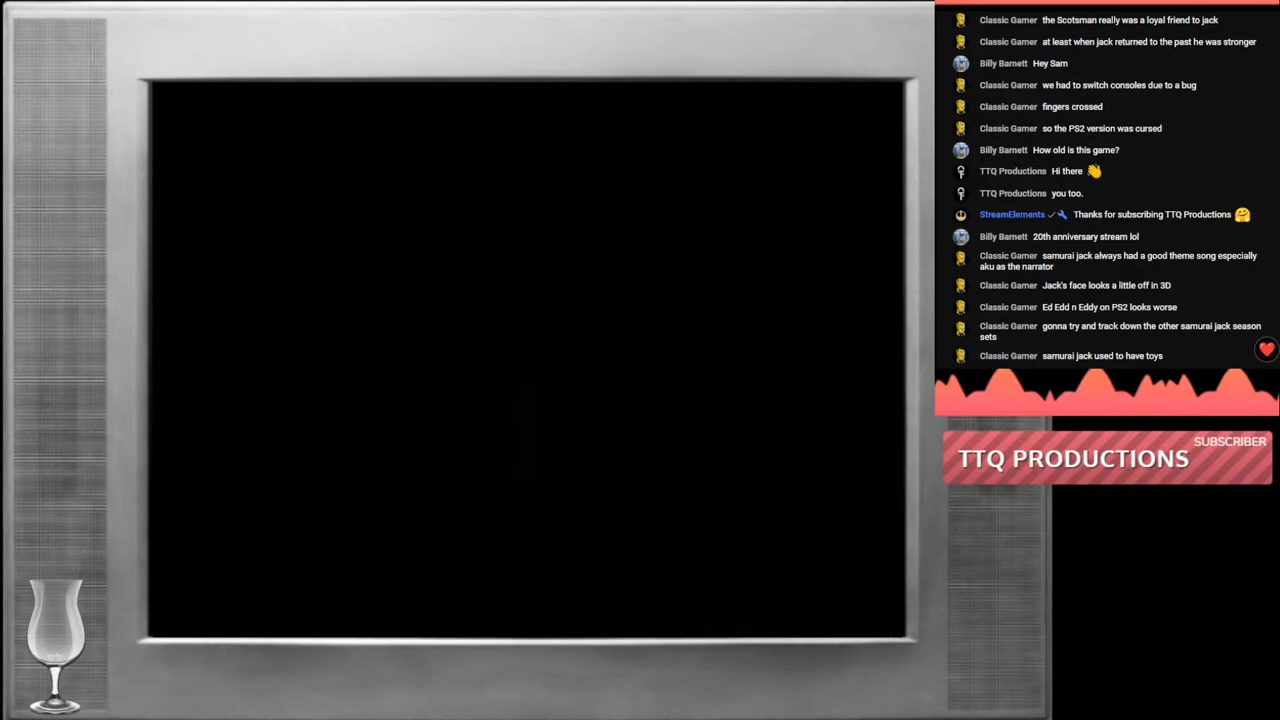 Classic Gamer the Scotsman really was a loyal friend to jack
Classic Gamer at least when jack returned to the past he was stronger
Billy Barnett Hey Sam
Classic Gamer we had to switch consoles due to a bug
Classic Gamer fingers crossed
Classic Gamer so the PS2 version was cursed
Billy Barnett How old is this game?
TTQ Productions Hi there 👋
TTQ Productions you too.
StreamElements Thanks for subscribing TTQ Productions 🤗
Billy Barnett 20th anniversary stream lol
Classic Gamer samurai jack always had a good theme song especially
aku as the narrator
Classic Gamer Jack's face looks a little off in 3D
Classic Gamer Ed Edd n Eddy on PS2 looks worse
Classic Gamer gonna try and track down the other samurai jack season
sets
Classic Gamer samurai jack used to have toys
SUBSCRIBER
TTQ PRODUCTIONS